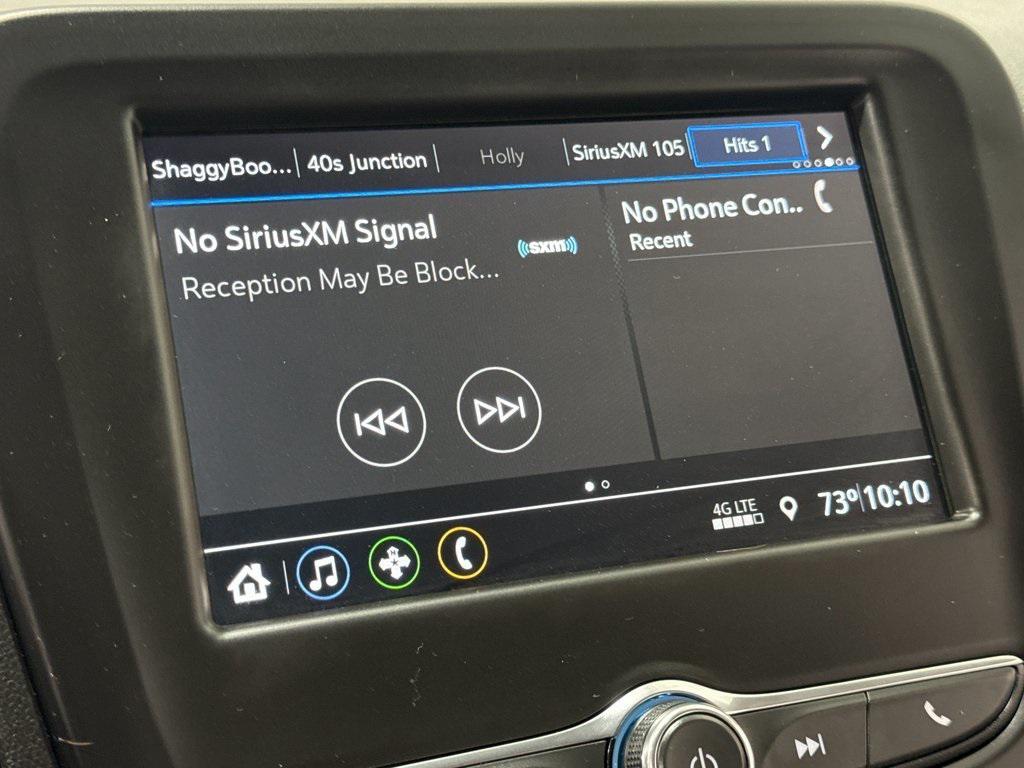 ShaggyBoo... 40s Junction Holly SiriusXM 105 Hits 1
No SiriusXM Signal
sxm
Reception May Be Block...
No Phone Con..
Recent
4G LTE
73° 10:10